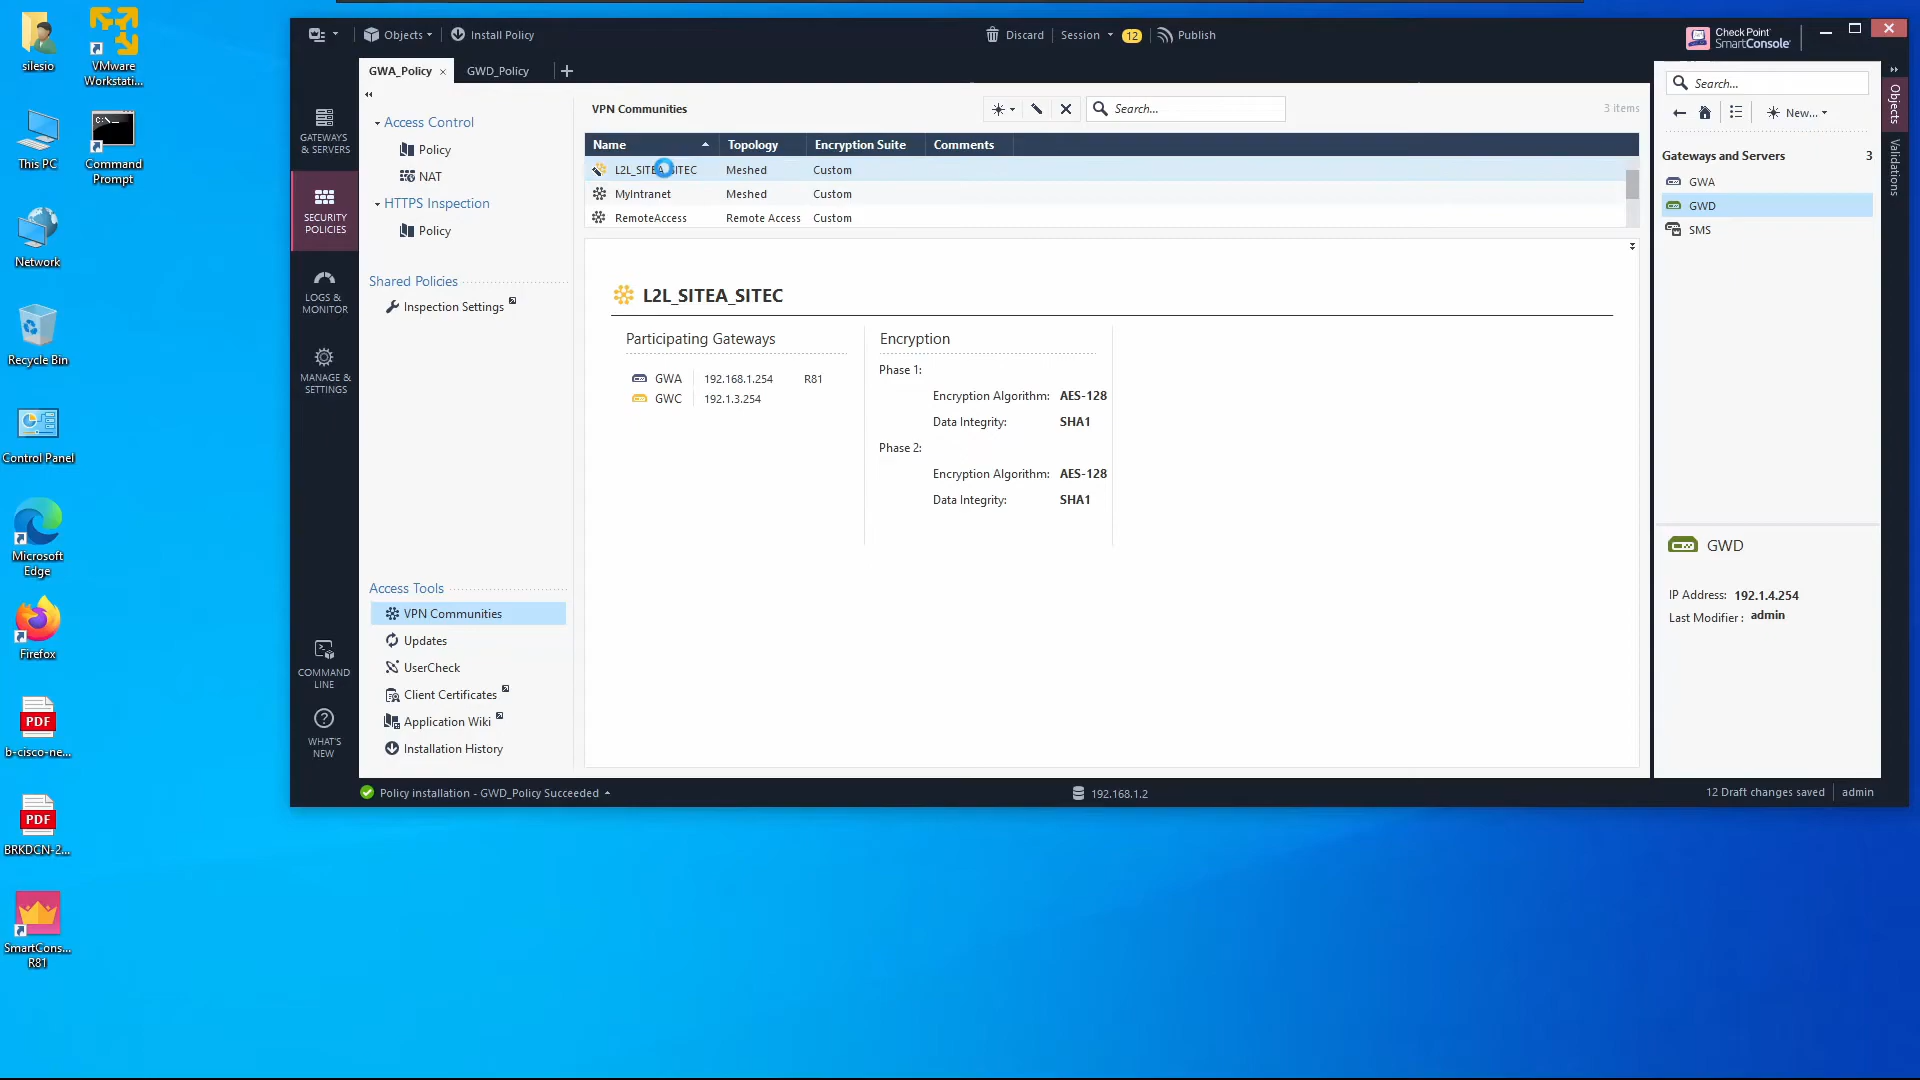 silesio
VMware
Workstati...
This PC
Command
Prompt
Network
Recycle Bin
Control Panel
Microsoft
Edge
Firefox
PDF
b-cisco-ne...
PDF
BRKDCN-2...
SmartCons...
R81
Objects
Install Policy
Discard
Session
12
Publish
Check Point
SmartConsole
GWA_Policy
GWD_Policy
GATEWAYS
& SERVERS
SECURITY
POLICIES
LOGS &
MONITOR
MANAGE &
SETTINGS
COMMAND
LINE
WHAT'S
NEW
Access Control
Policy
NAT
HTTPS Inspection
Policy
Shared Policies
Inspection Settings
Access Tools
VPN Communities
Updates
UserCheck
Client Certificates
Application Wiki
Installation History
VPN Communities
Search...
3 items
Name Topology Encryption Suite Comments
L2L_SITEA_SITEC Meshed Custom
MyIntranet Meshed Custom
RemoteAccess Remote Access Custom
L2L_SITEA_SITEC
Participating Gateways
GWA 192.168.1.254 R81
GWC 192.1.3.254
Encryption
Phase 1:
Encryption Algorithm: AES-128
Data Integrity: SHA1
Phase 2:
Encryption Algorithm: AES-128
Data Integrity: SHA1
Search...
New...
Gateways and Servers 3
GWA
GWD
SMS
Objects
Validations
GWD
IP Address: 192.1.4.254
Last Modifier : admin
Policy installation - GWD_Policy Succeeded
192.168.1.2
12 Draft changes saved
admin